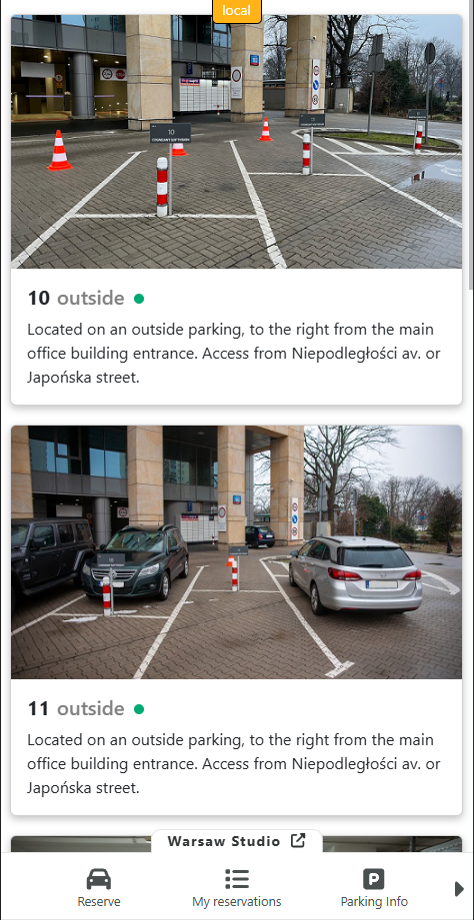 local
10
10 outside
Located on an outside parking, to the right from the main
office building entrance. Access from Niepodległości av. or
Japońska street.
11 outside
Located on an outside parking, to the right from the main
office building entrance. Access from Niepodległości av. or
Japońska street.
Warsaw Studio
Reserve
My reservations
Parking Info